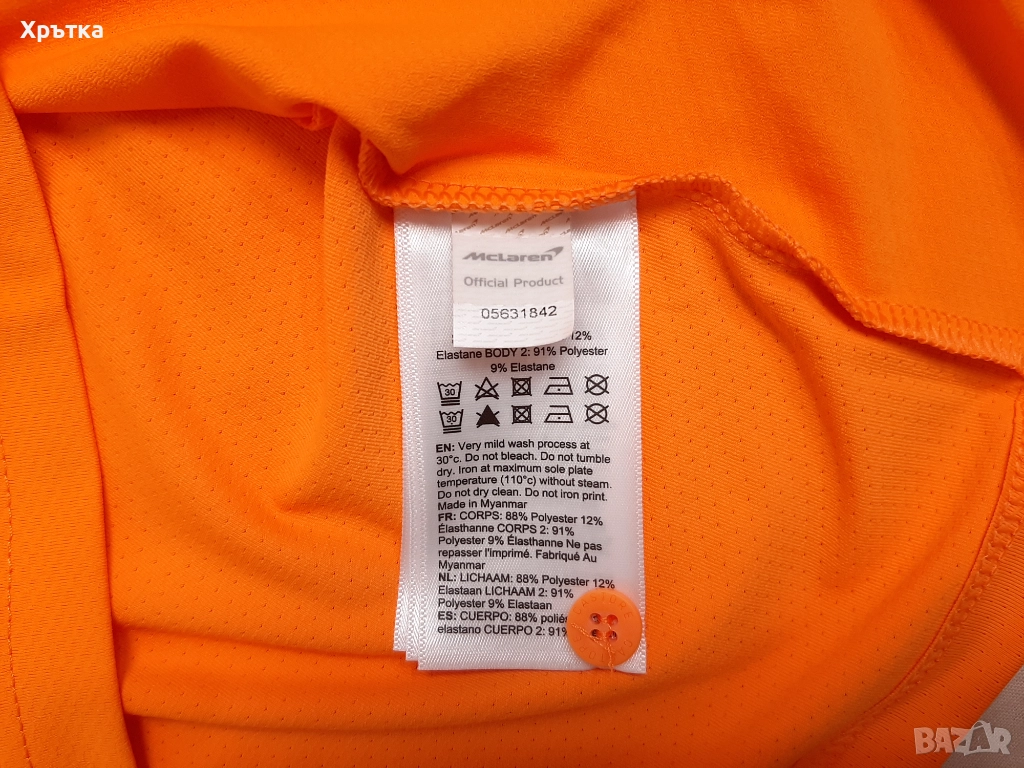 Хрътка
McLaren
Official Product
05631842
12%
Elastane BODY 2: 91% Polyester
9% Elastane
30
30
EN: Very mild wash process at
30°c. Do not bleach. Do not tumble
dry. Iron at maximum sole plate
temperature (110°c) without steam.
Do not dry clean. Do not iron print.
Made in Myanmar
FR: CORPS: 88% Polyester 12%
Élasthanne CORPS 2: 91%
Polyester 9% Élasthanne Ne pas
repasser l'imprimé. Fabriqué Au
Myanmar
NL: LICHAAM: 88% Polyester 12%
Elastaan LICHAAM 2: 91%
Polyester 9% Elastaan
ES: CUERPO: 88%
elastano CUERPO 2: 91%
BAZAR